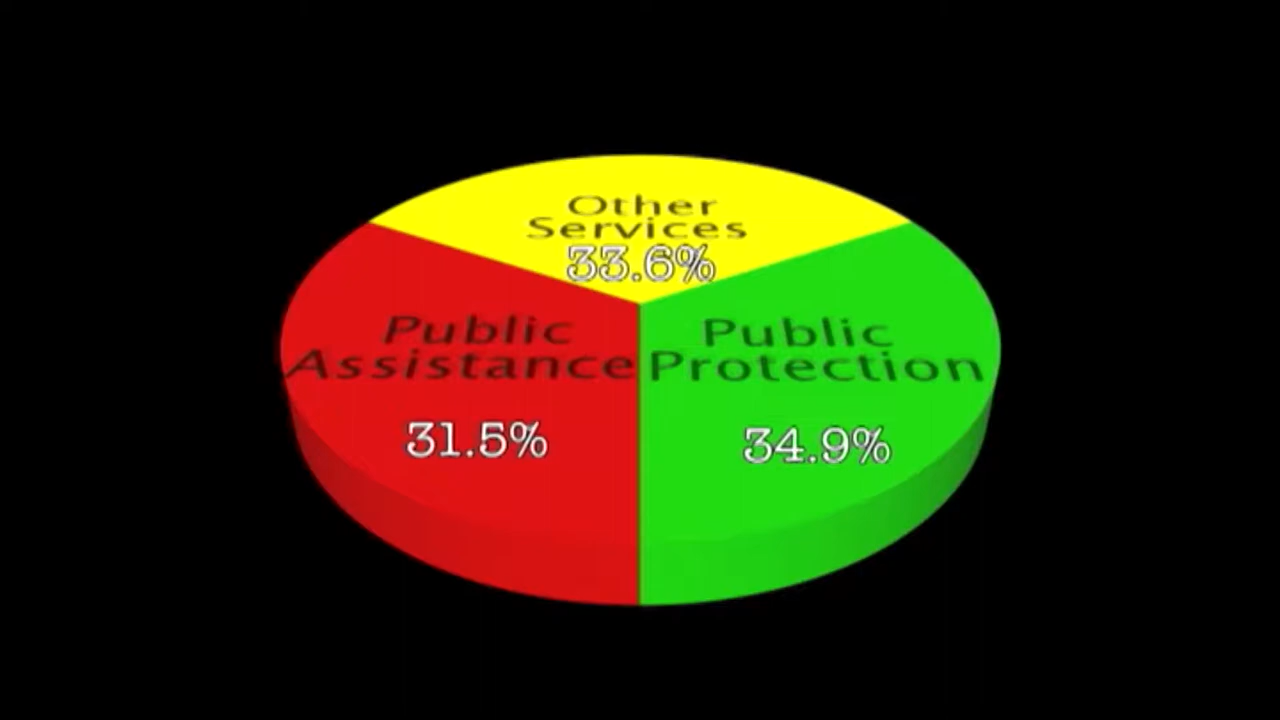 Other
Services
33.6%
Public
Assistance
31.5%
Public
Protection
34.9%